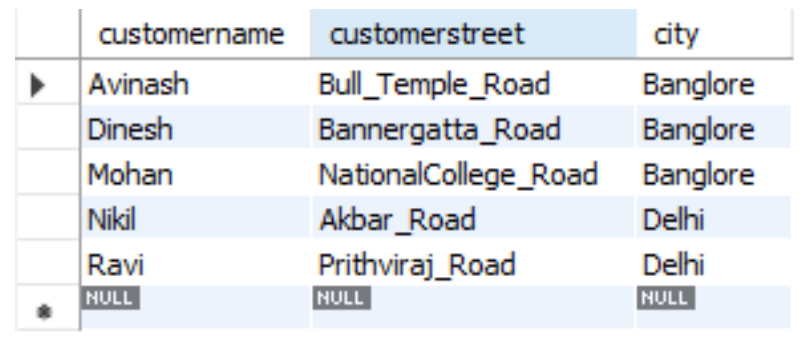 customername customerstreet city
Avinash Bull_Temple_Road Banglore
Dinesh Bannergatta_Road Banglore
Mohan NationalCollege_Road Banglore
Nikil Akbar_Road Delhi
Ravi Prithviraj_Road Delhi
NULL NULL NULL